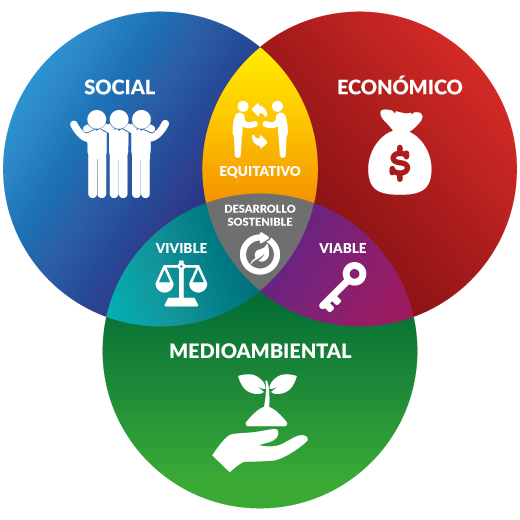 SOCIAL
ECONÓMICO
EQUITATIVO
DESARROLLO
SOSTENIBLE
VIVIBLE
VIABLE
MEDIOAMBIENTAL
$